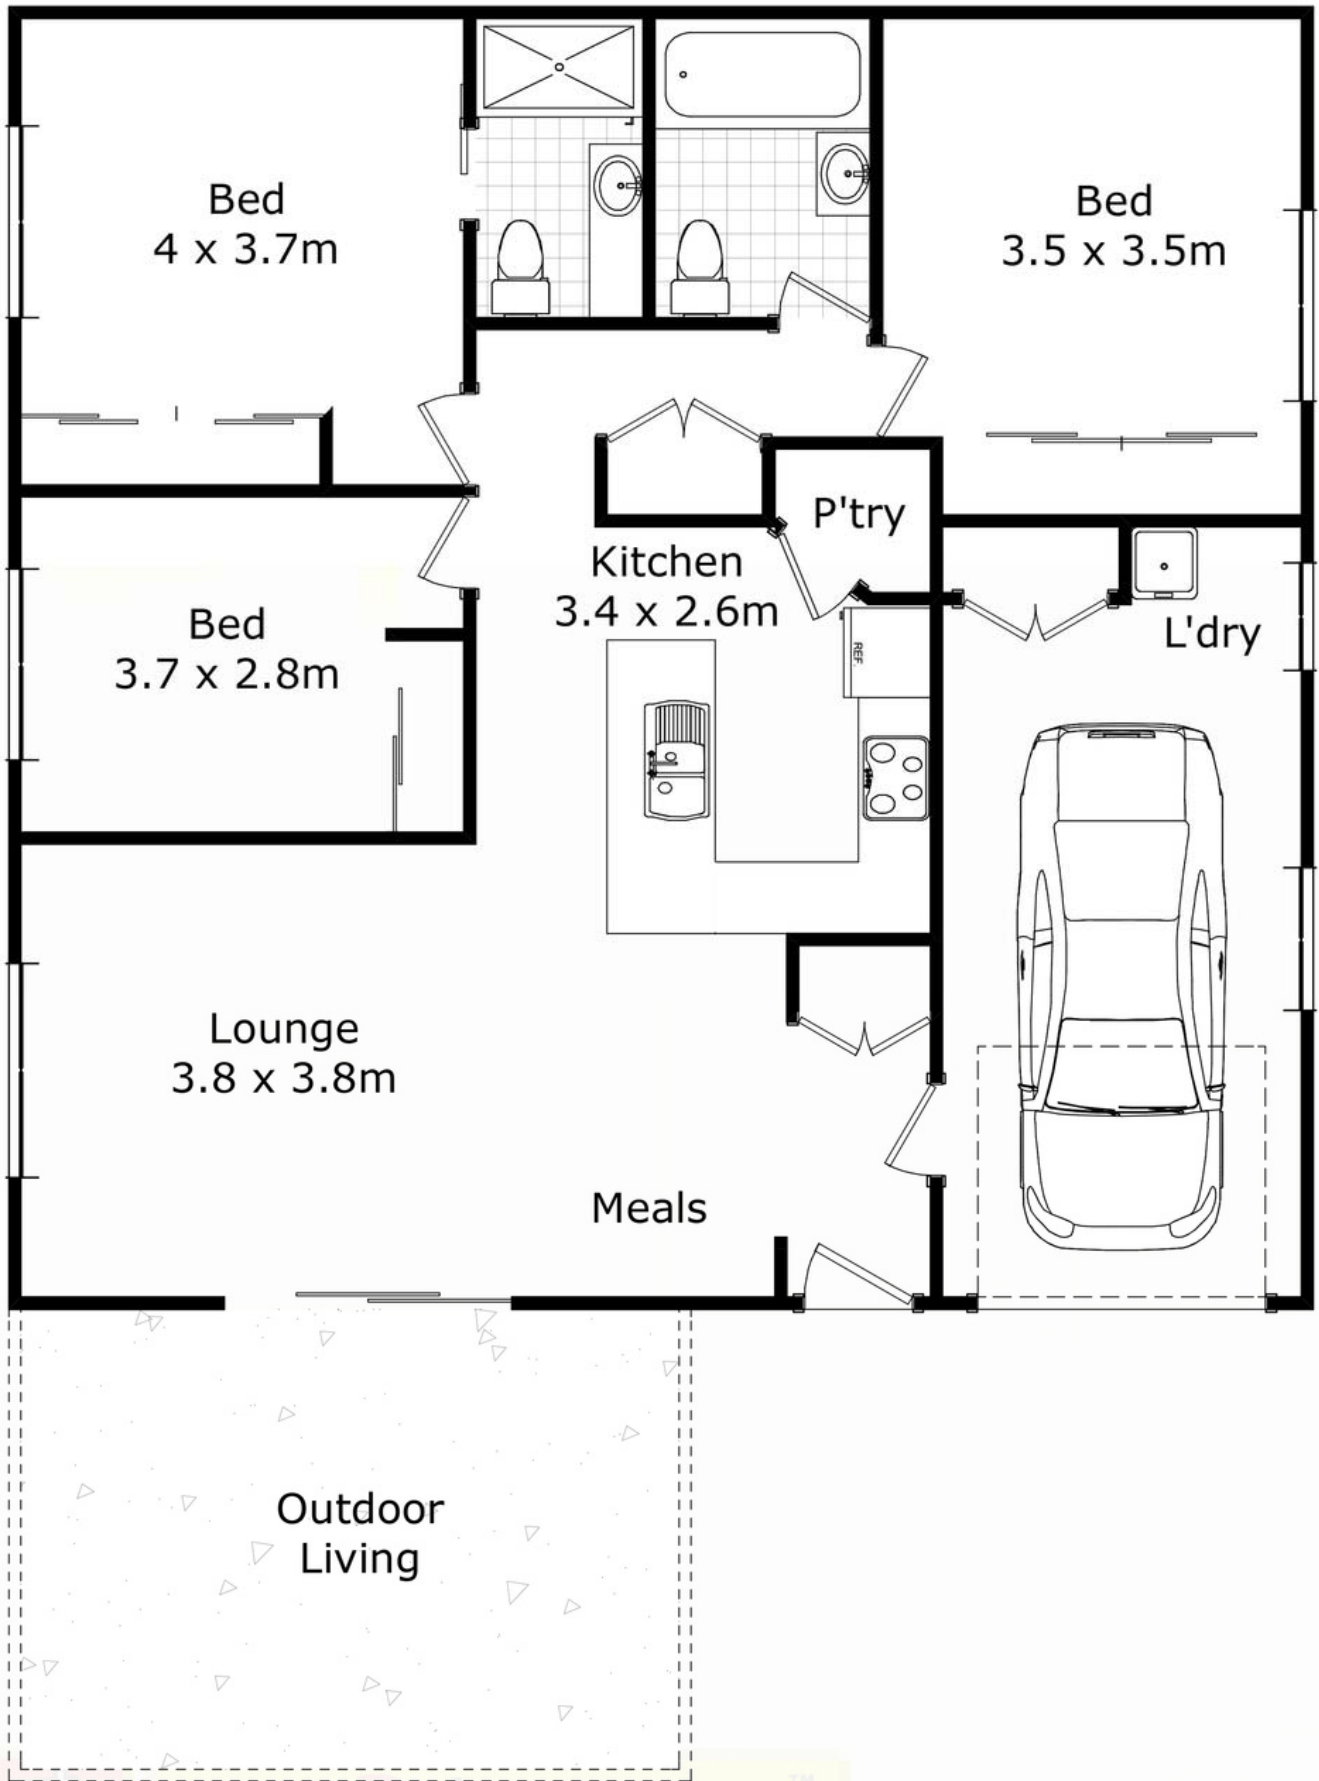 Bed
4 x 3.7m
Bed
3.5 x 3.5m
P'try
Kitchen
3.4 x 2.6m
Bed
3.7 x 2.8m
REF.
L'dry
Lounge
3.8 x 3.8m
Meals
Outdoor
Living
TM